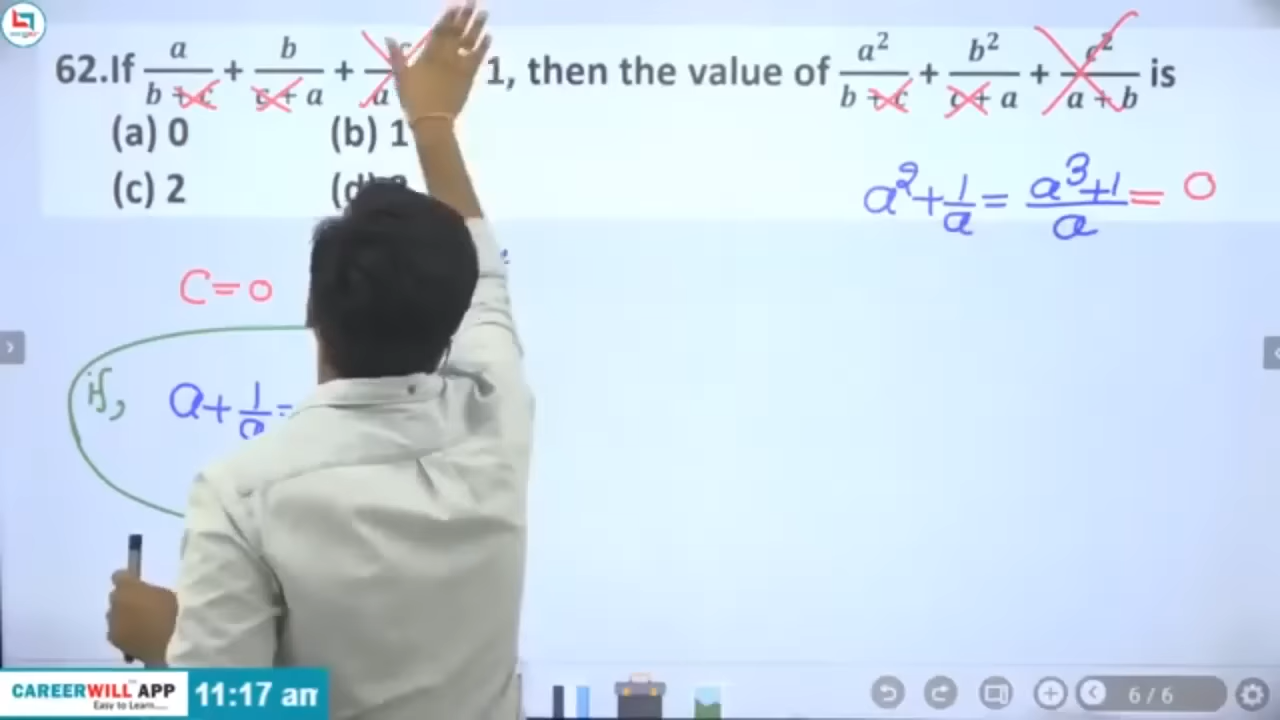 62.If a/b + c + b/c + a + 1, then the value of a²/b + c + b²/c + a + c²/a + b is
(a) 0 (b) 1
(c) 2 (d)
a²+1/a = a³+1/a = 0
C=0
if, a+1/a=
CAREERWILL APP
Easy to Learn...
11:17 am
6 / 6